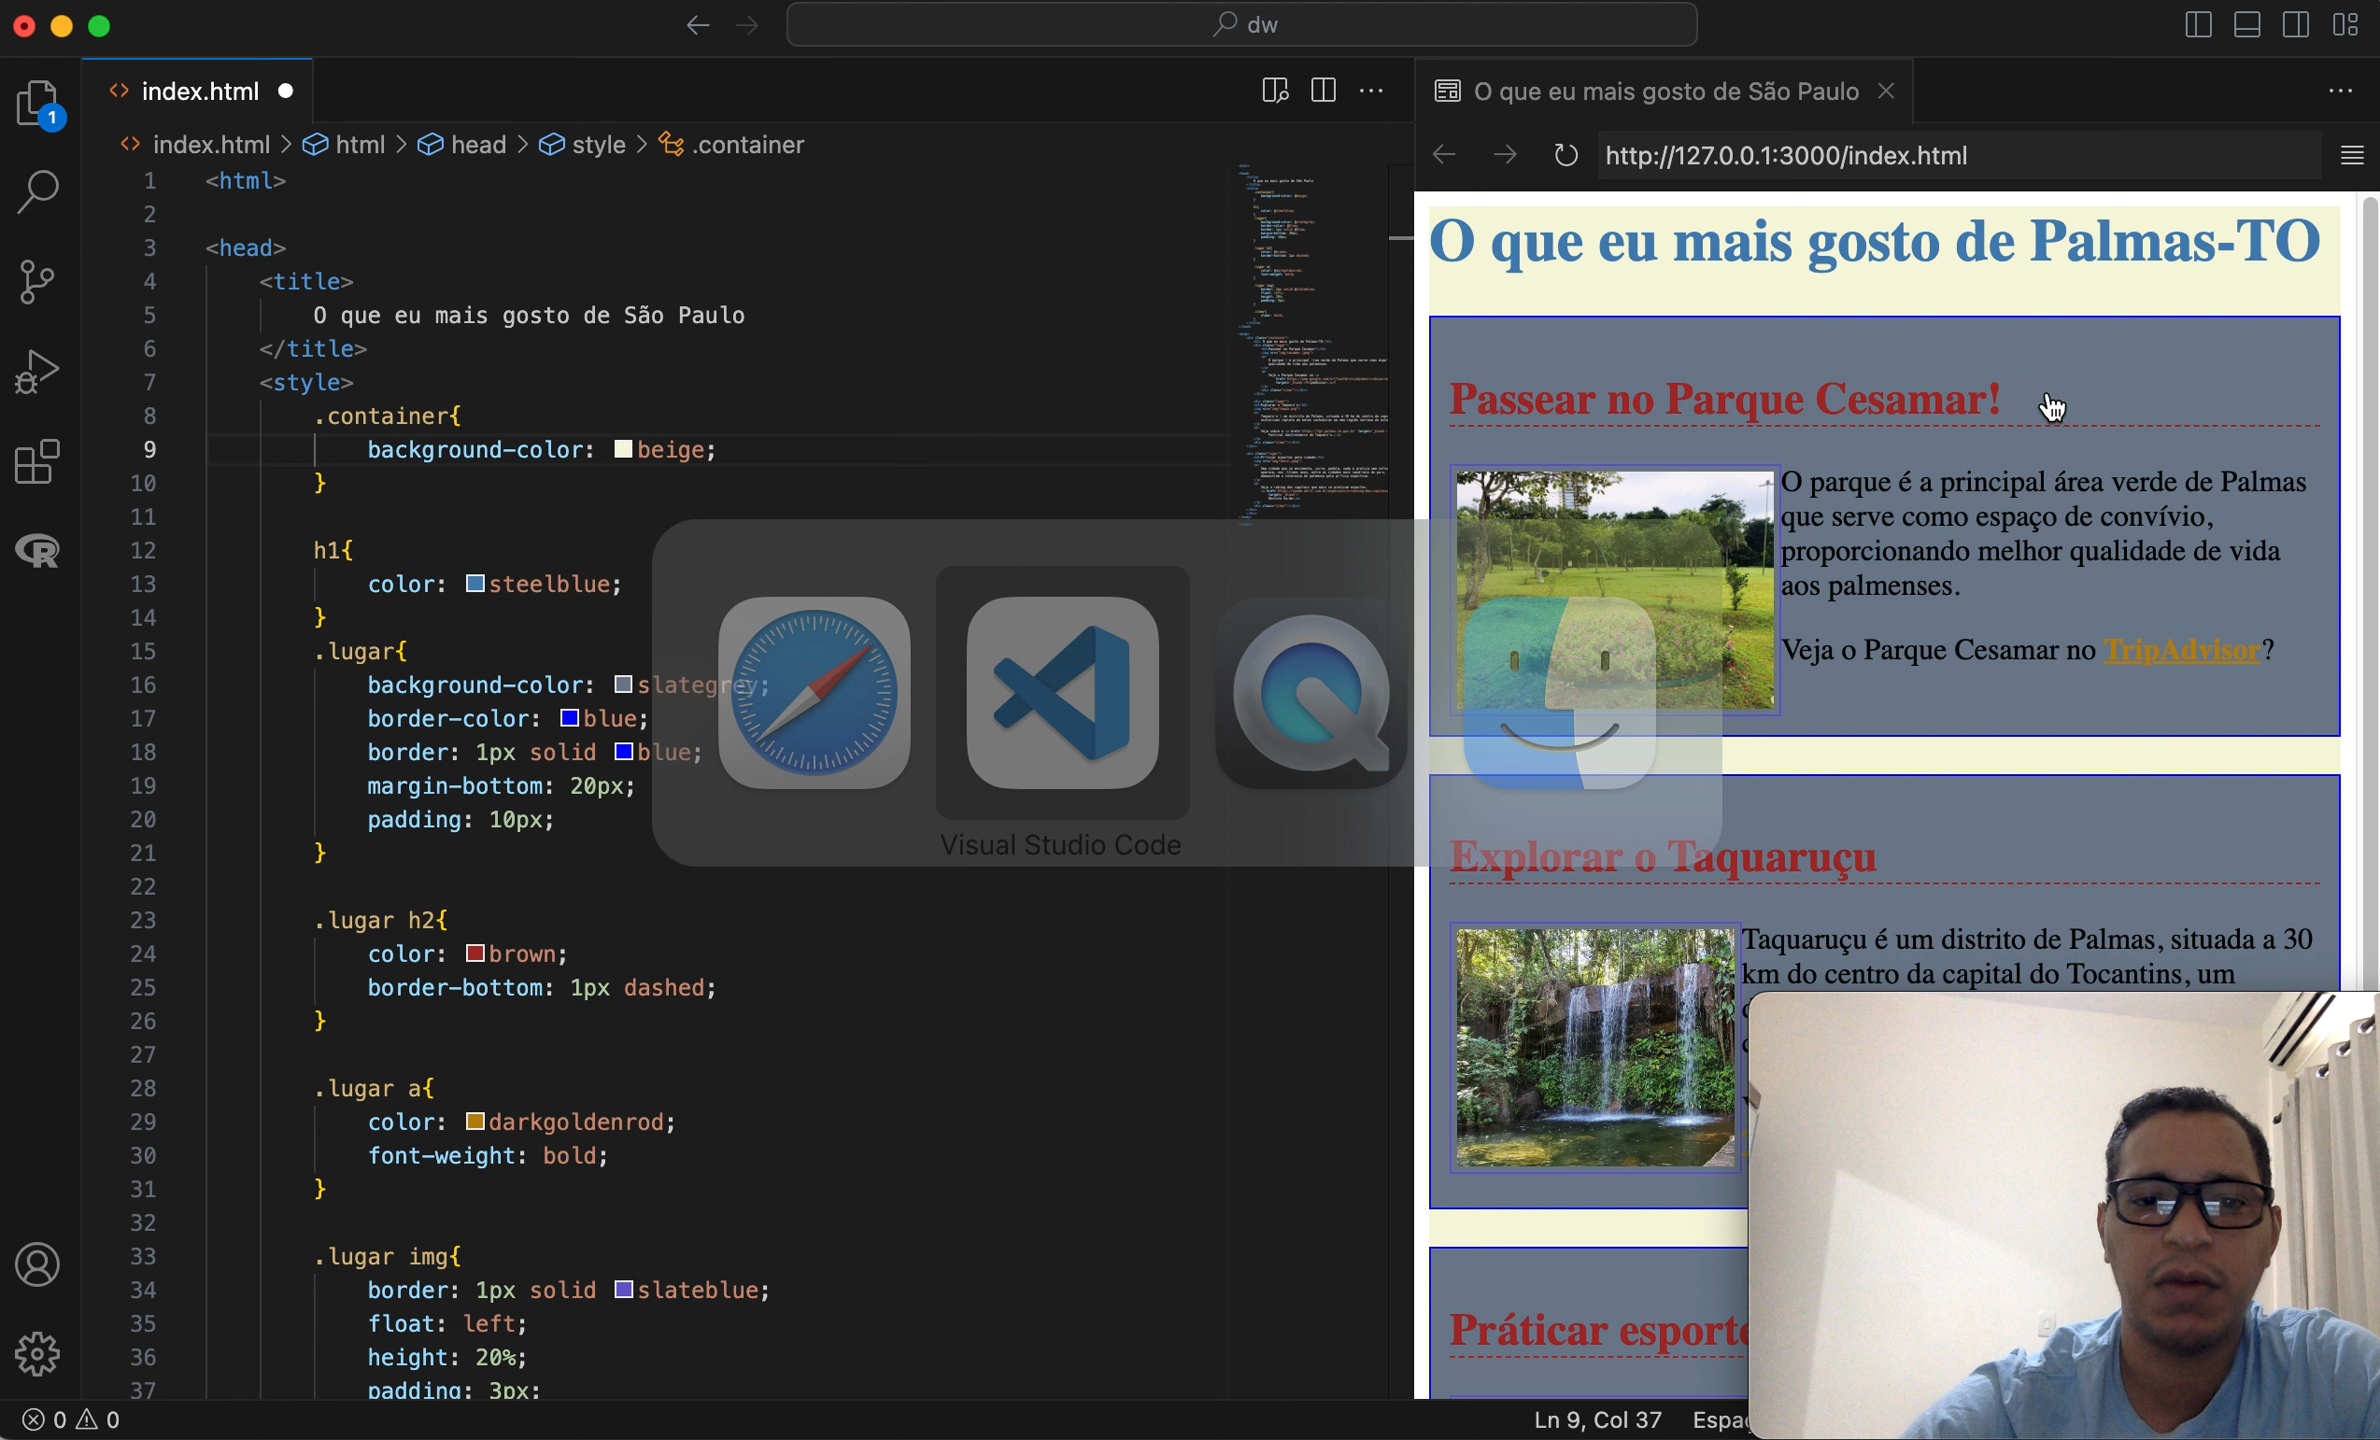 dw
index.html
O que eu mais gosto de São Paulo
1
index.html > html > head > style > .container
http://127.0.0.1:3000/index.html
1 <html>
2
3 <head>
4 <title>
5 O que eu mais gosto de São Paulo
6 </title>
7 <style>
8 .container{
9 background-color: beige;
10 }
11
12 h1{
13 color: steelblue;
14 }
15 .lugar{
16 background-color: slategrey;
17 border-color: blue;
18 border: 1px solid blue;
19 margin-bottom: 20px;
20 padding: 10px;
21 }
22
23 .lugar h2{
24 color: brown;
25 border-bottom: 1px dashed;
26 }
27
28 .lugar a{
29 color: darkgoldenrod;
30 font-weight: bold;
31 }
32
33 .lugar img{
34 border: 1px solid slateblue;
35 float: left;
36 height: 20%;
37 padding: 3px;
Visual Studio Code
O que eu mais gosto de Palmas-TO
Passear no Parque Cesamar!
O parque é a principal área verde de Palmas
que serve como espaço de convívio,
proporcionando melhor qualidade de vida
aos palmenses.
Veja o Parque Cesamar no TripAdvisor?
Explorar o Taquaruçu
Taquaruçu é um distrito de Palmas, situada a 30
km do centro da capital do Tocantins, um
Práticar esporte
0 0
Ln 9, Col 37